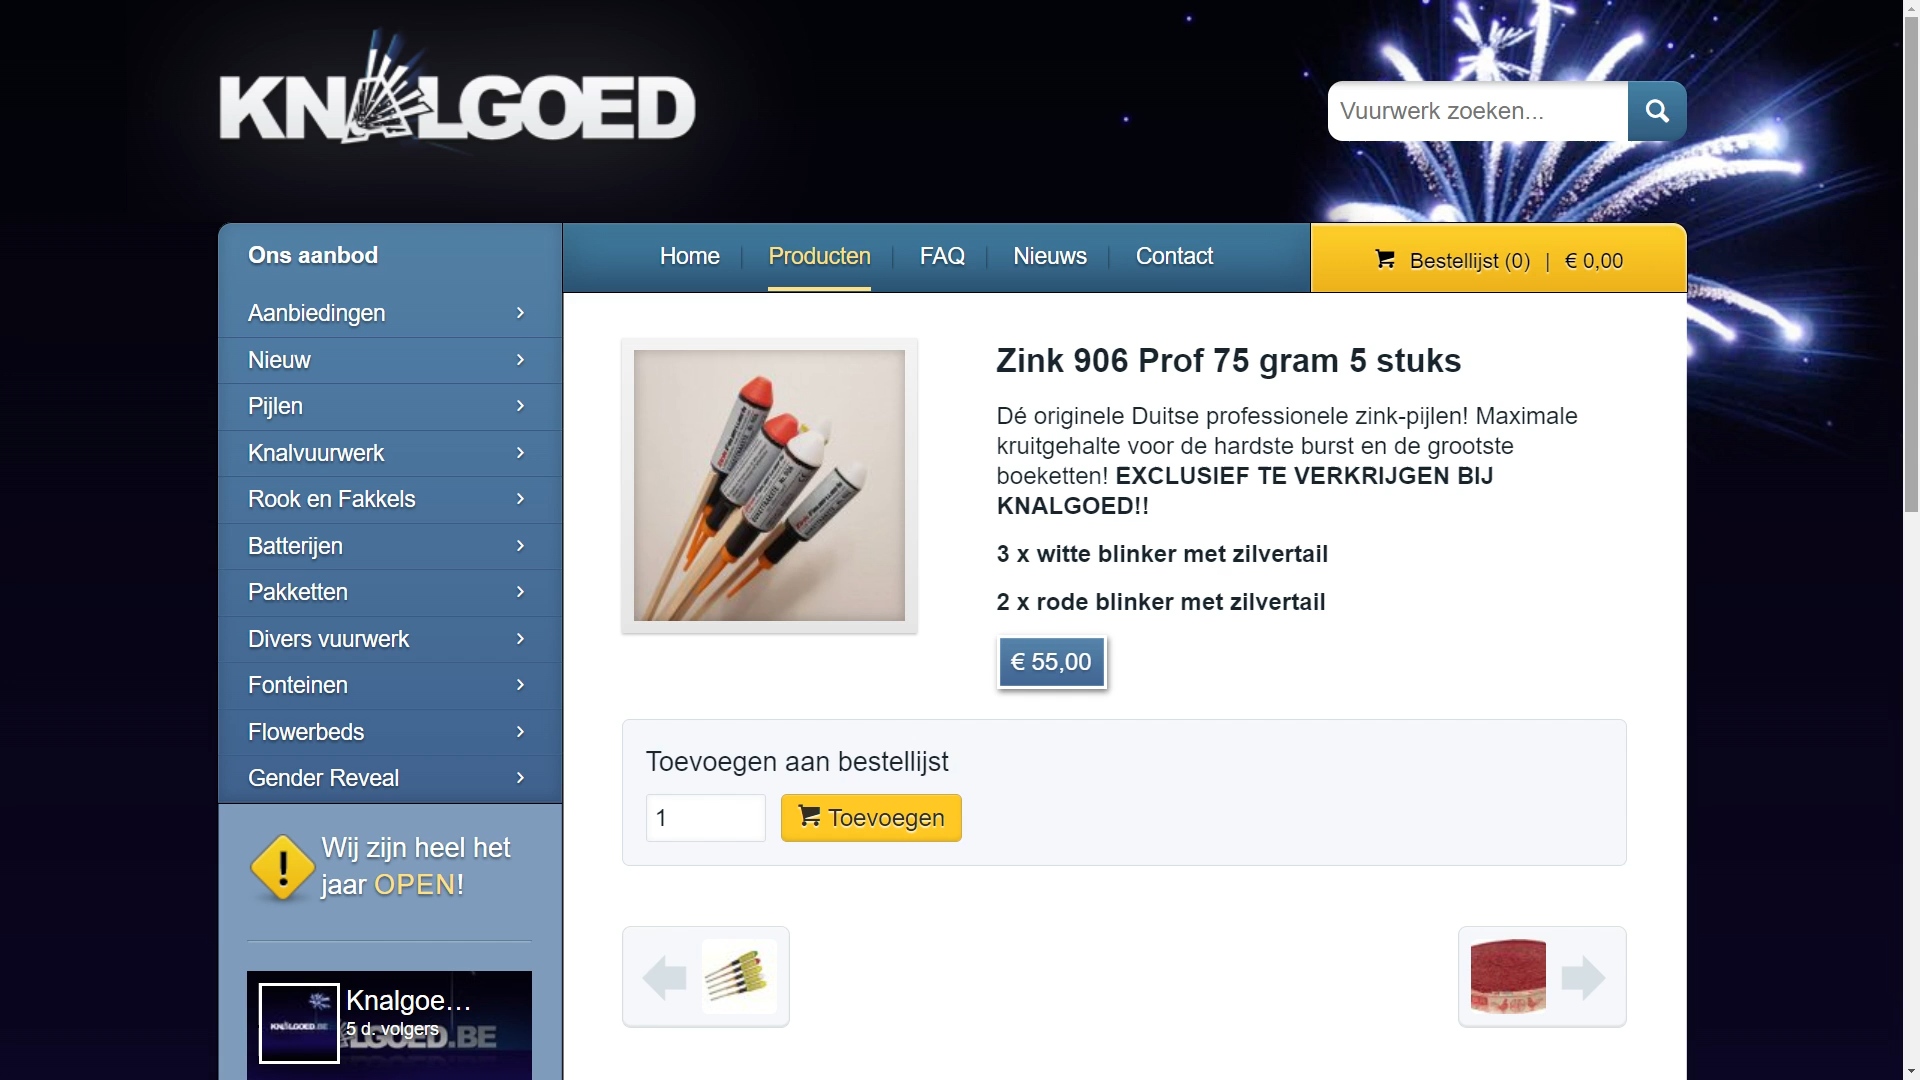 KNALGOED
Vuurwerk zoeken...
Ons aanbod
Home
Producten
FAQ
Nieuws
Contact
Bestellijst (0) | € 0,00
Aanbiedingen
Nieuw
Pijlen
Knalvuurwerk
Rook en Fakkels
Batterijen
Pakketten
Divers vuurwerk
Fonteinen
Flowerbeds
Gender Reveal
Wij zijn heel het
jaar OPEN!
Knalgoe...
5 d. volgers
KNALGOED.BE
LGOED.BE
Zink 906 Prof 75 gram 5 stuks
Dé originele Duitse professionele zink-pijlen! Maximale
kruitgehalte voor de hardste burst en de grootste
boeketten! EXCLUSIEF TE VERKRIJGEN BIJ
KNALGOED!!
3 x witte blinker met zilvertail
2 x rode blinker met zilvertail
€ 55,00
Toevoegen aan bestellijst
1
Toevoegen